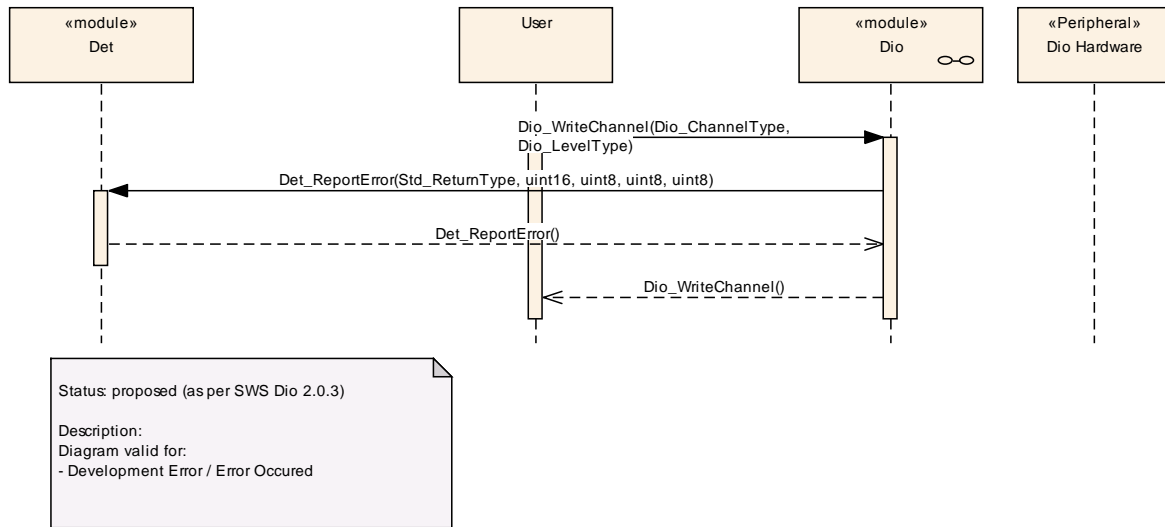 «module»
Det
User
«module»
Dio
«Peripheral»
Dio Hardware
Dio_WriteChannel(Dio_ChannelType,
Dio_LevelType)
Det_ReportError(Std_ReturnType, uint16, uint8, uint8, uint8)
Det_ReportError()
Dio_WriteChannel()
Status: proposed (as per SWS Dio 2.0.3)
Description:
Diagram valid for:
- Development Error / Error Occured